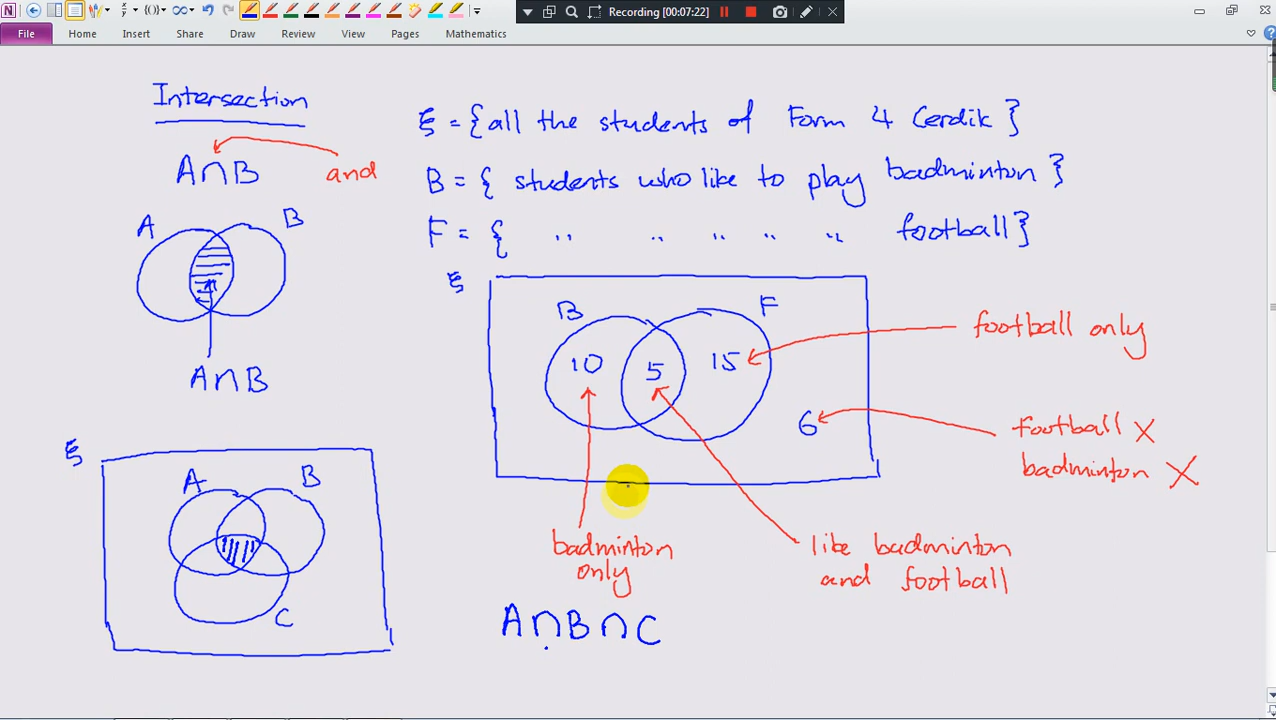 Recording [00:07:22]
File Home Insert Share Draw Review View Pages Mathematics
Intersection
A∩B
and
A B
A∩B
ξ
A B
C
ξ = {all the students of Form 4 Cerdik}
B = { students who like to play badminton }
F = { " " " " " football}
ξ
B F
10 5 15
6
football only
football X
badminton X
badminton
only
like badminton
and football
A∩B∩C